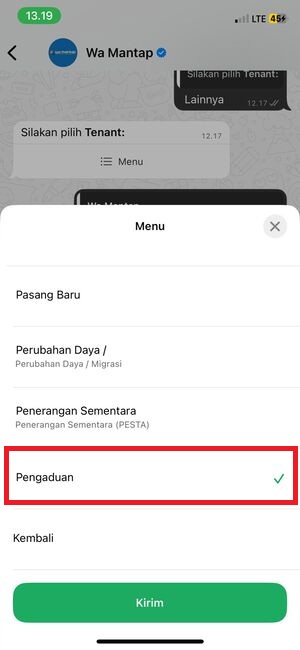 13.19
LTE 45
Wa Mantap
Silakan pilih Tenant:
Lainnya
12.17
Silakan pilih Tenant:
12.17
Menu
Wa Mantap
Menu
Pasang Baru
Perubahan Daya /
Perubahan Daya / Migrasi
Penerangan Sementara
Penerangan Sementara (PESTA)
Pengaduan
Kembali
Kirim